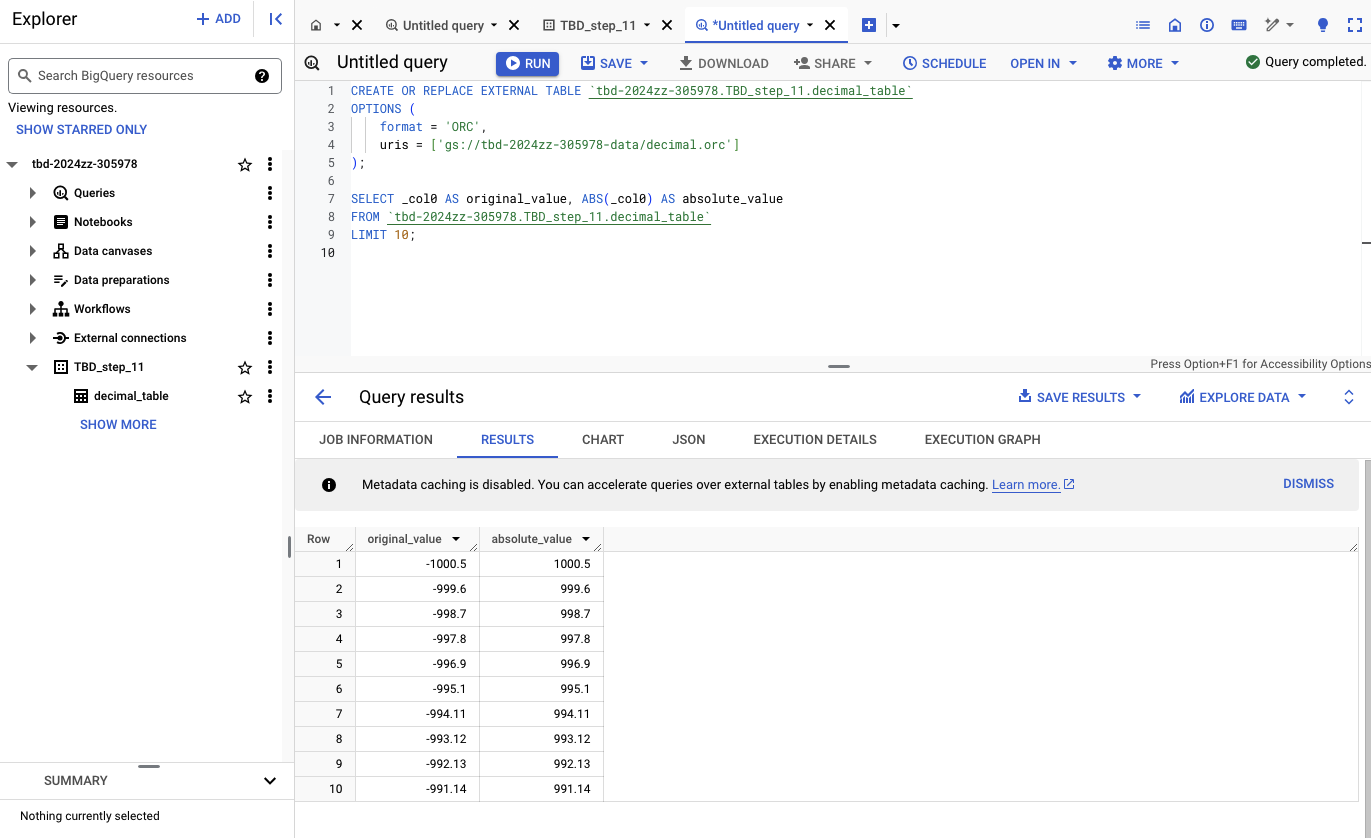 Explorer
+ ADD
Search BigQuery resources
Viewing resources.
SHOW STARRED ONLY
tbd-2024zz-305978
Queries
Notebooks
Data canvases
Data preparations
Workflows
External connections
TBD_step_11
decimal_table
SHOW MORE
SUMMARY
Nothing currently selected
Untitled query
TBD_step_11
*Untitled query
Untitled query
RUN
SAVE
DOWNLOAD
SHARE
SCHEDULE
OPEN IN
MORE
Query completed.
1 CREATE OR REPLACE EXTERNAL TABLE `tbd-2024zz-305978.TBD_step_11.decimal_table`
2 OPTIONS (
3 format = 'ORC',
4 uris = ['gs://tbd-2024zz-305978-data/decimal.orc']
5 );
6
7 SELECT _col0 AS original_value, ABS(_col0) AS absolute_value
8 FROM `tbd-2024zz-305978.TBD_step_11.decimal_table`
9 LIMIT 10;
10
Press Option+F1 for Accessibility Options
Query results
SAVE RESULTS
EXPLORE DATA
JOB INFORMATION
RESULTS
CHART
JSON
EXECUTION DETAILS
EXECUTION GRAPH
Metadata caching is disabled. You can accelerate queries over external tables by enabling metadata caching. Learn more.
DISMISS
Row original_value absolute_value
1 -1000.5 1000.5
2 -999.6 999.6
3 -998.7 998.7
4 -997.8 997.8
5 -996.9 996.9
6 -995.1 995.1
7 -994.11 994.11
8 -993.12 993.12
9 -992.13 992.13
10 -991.14 991.14